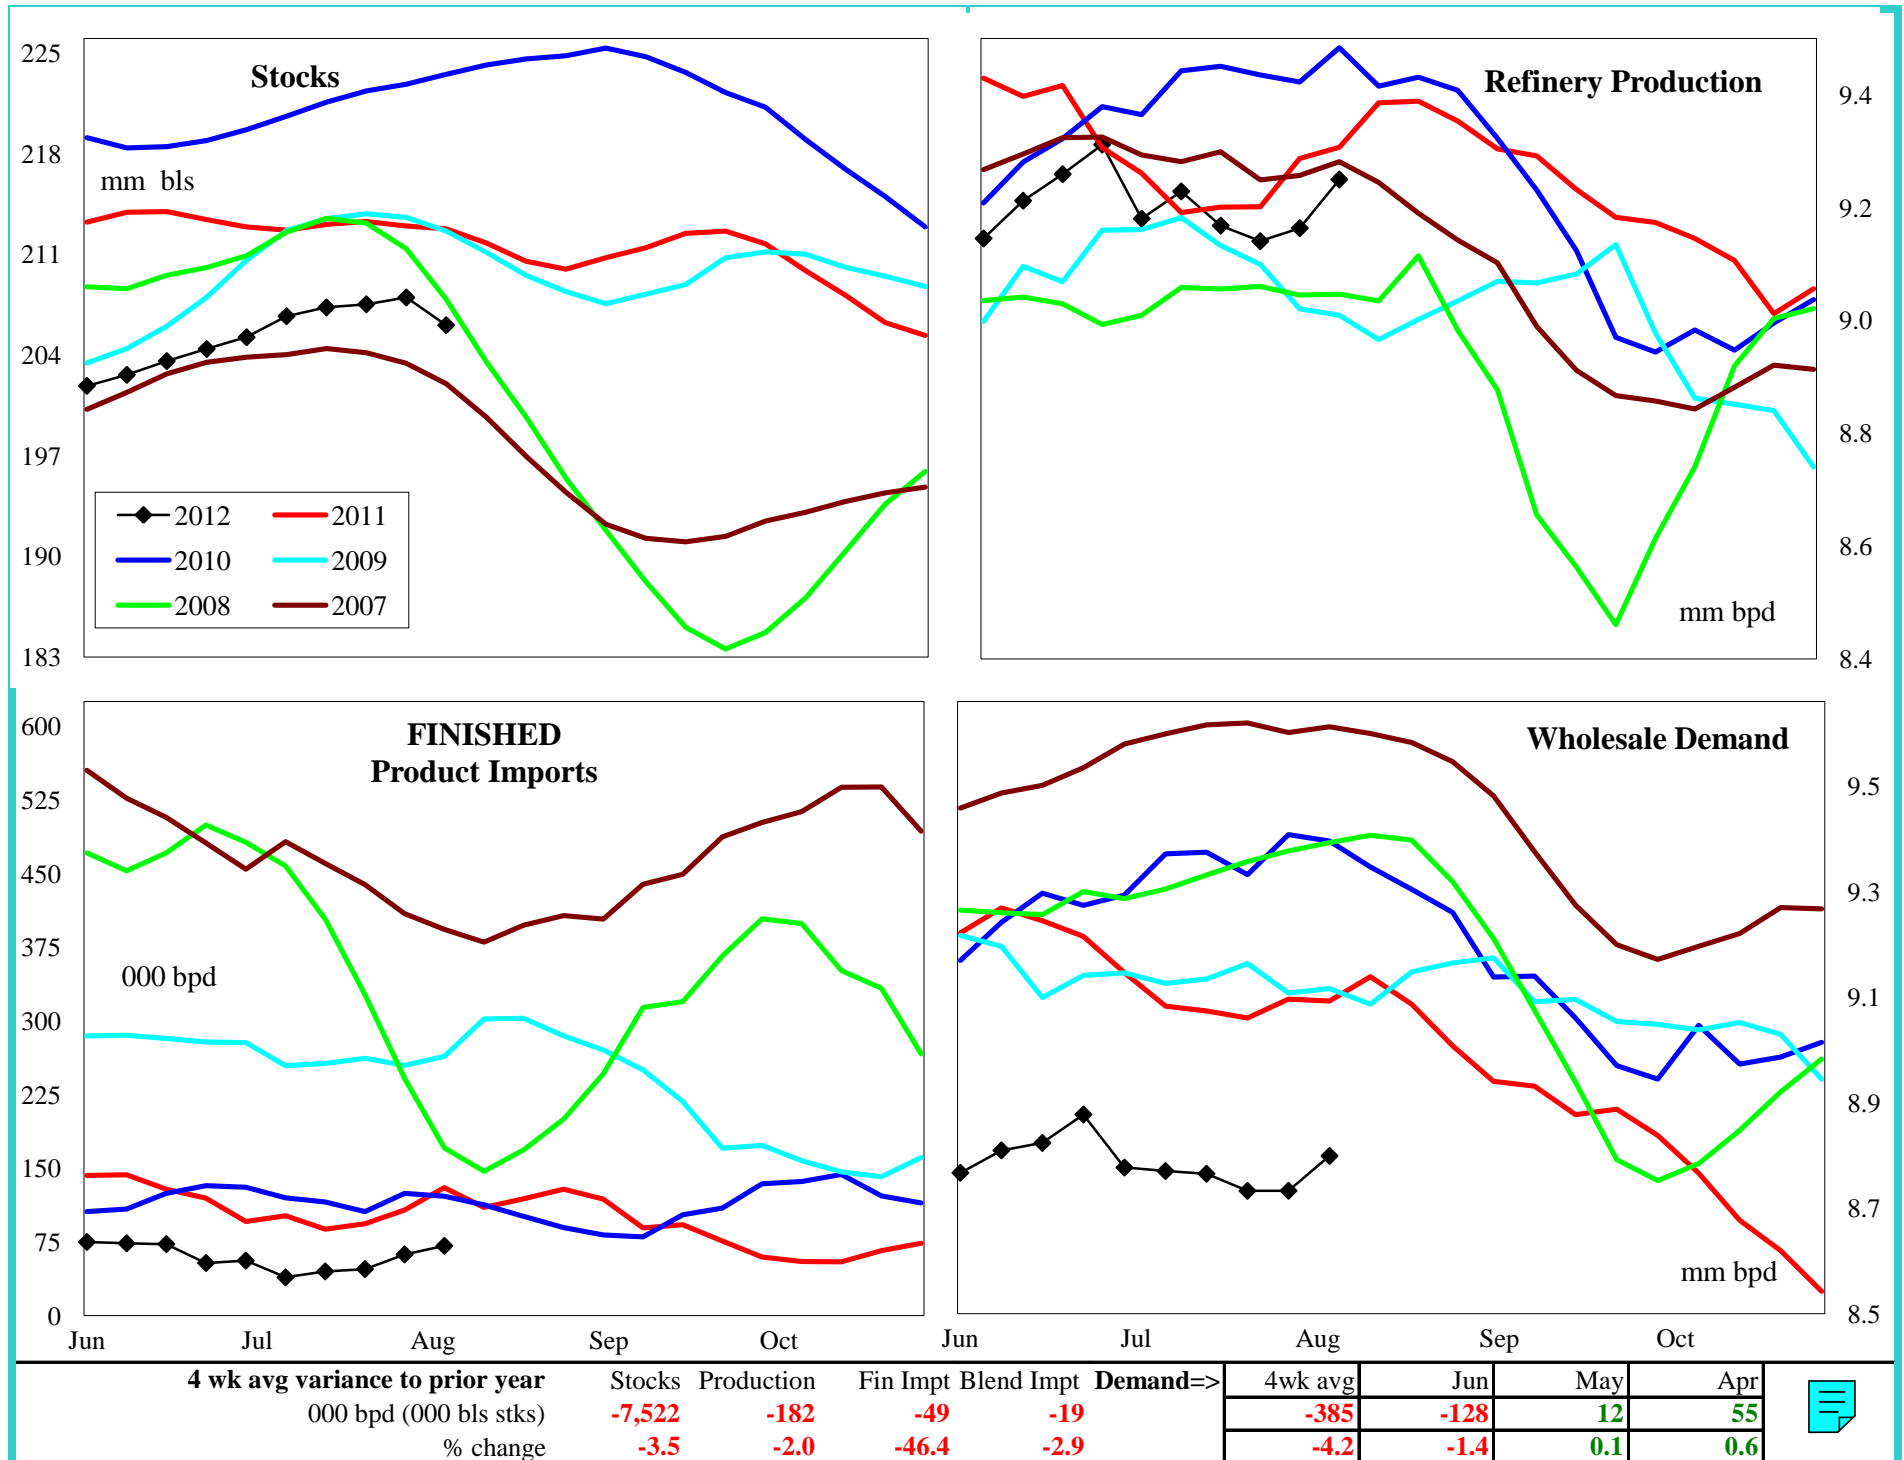 Stocks
mm bls
225
218
211
204
197
190
183
2012
2011
2010
2009
2008
2007
Refinery Production
mm bpd
9.4
9.2
9.0
8.8
8.6
8.4
FINISHED
Product Imports
000 bpd
600
525
450
375
300
225
150
75
0
Jun Jul Aug Sep Oct
Wholesale Demand
mm bpd
9.5
9.3
9.1
8.9
8.7
8.5
Jun Jul Aug Sep Oct
4 wk avg variance to prior year Stocks Production Fin Impt Blend Impt Demand=> 4wk avg Jun May Apr
000 bpd (000 bls stks) -7,522 -182 -49 -19 -385 -128 12 55
% change -3.5 -2.0 -46.4 -2.9 -4.2 -1.4 0.1 0.6